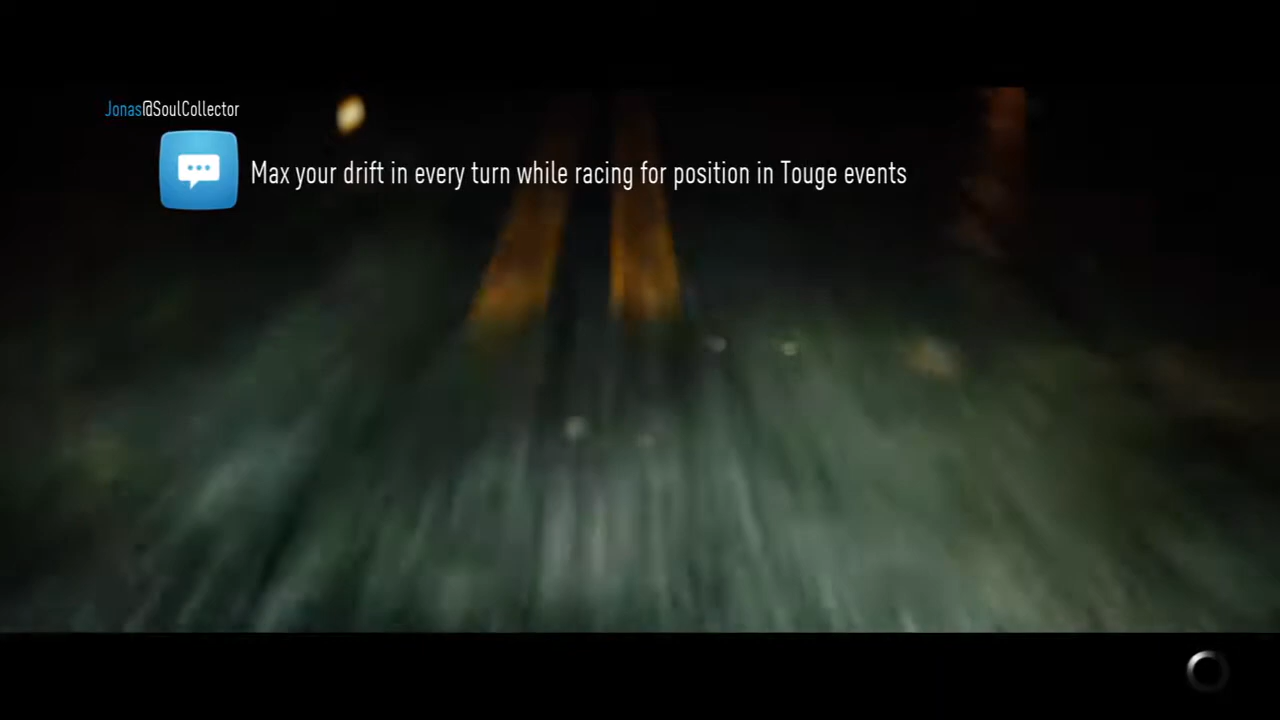 Jonas@SoulCollector
Max your drift in every turn while racing for position in Touge events